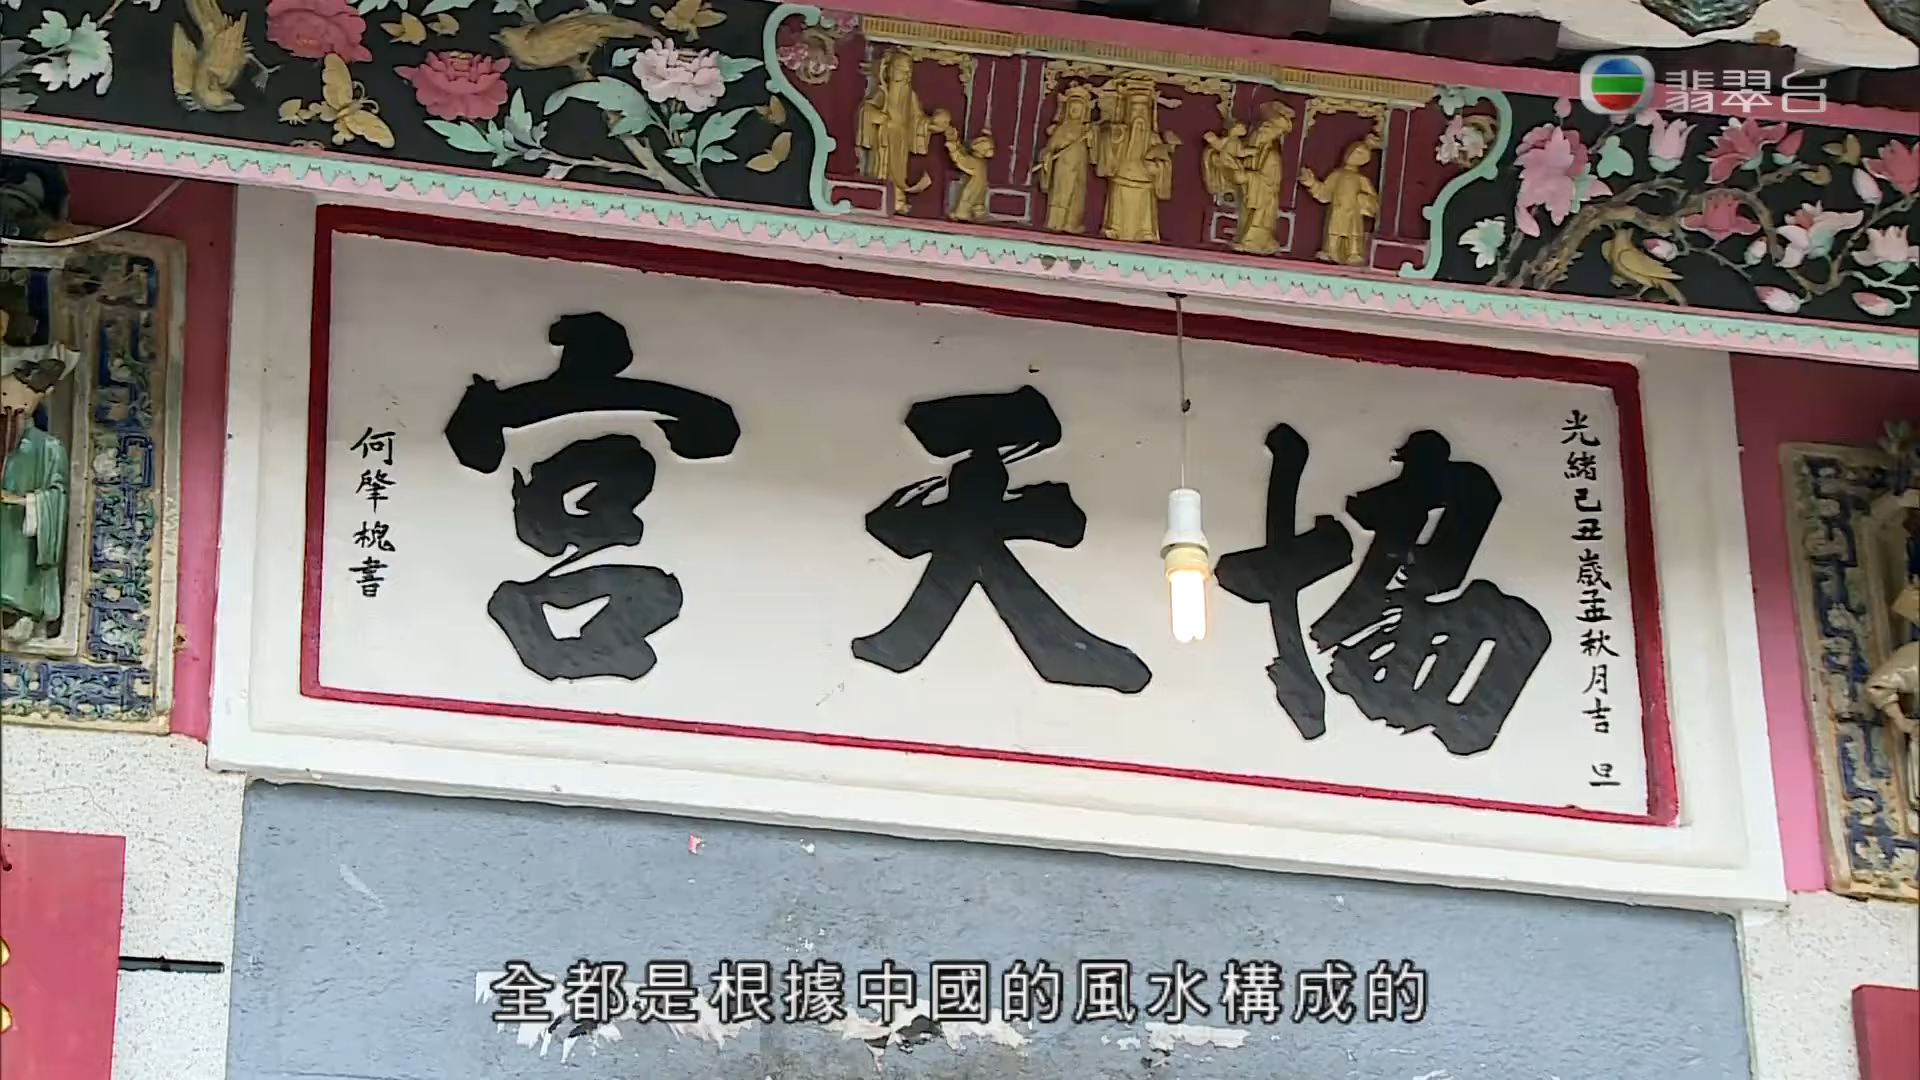 翡翠台
協天宮
光緒己丑歲孟秋月吉旦
何肇槐書
全都是根據中國的風水構成的